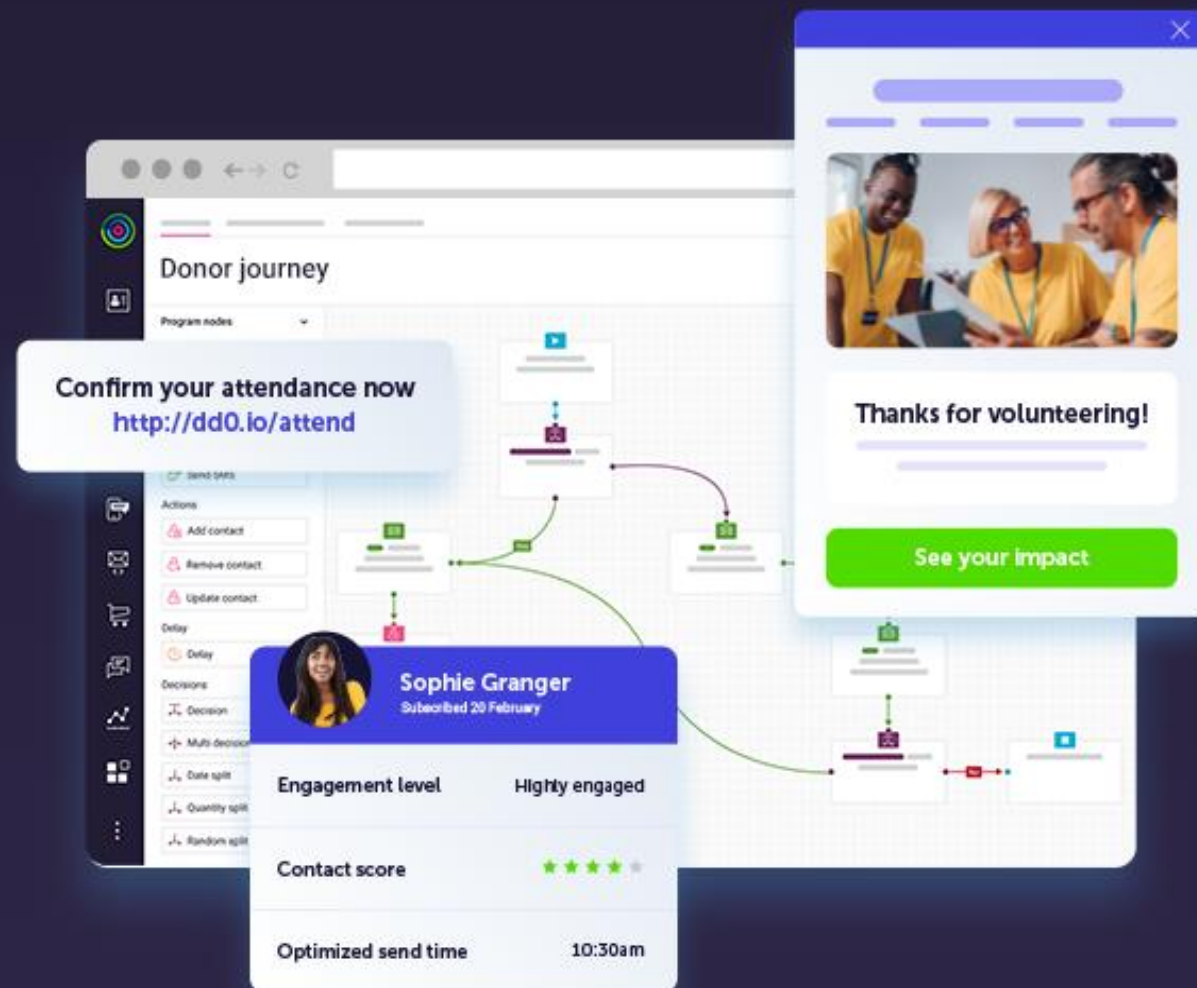 Donor journey
Program nodes
Confirm your attendance now
http://dd0.io/attend
Send SMS
Actions
Add contact
Remove contact
Update contact
Delay
Delay
Decisions
Decision
Multi decision
Date split
Quantity split
Random split
Sophie Granger
Subscribed 20 February
Engagement level Highly engaged
Contact score
Optimized send time 10:30am
Thanks for volunteering!
See your impact